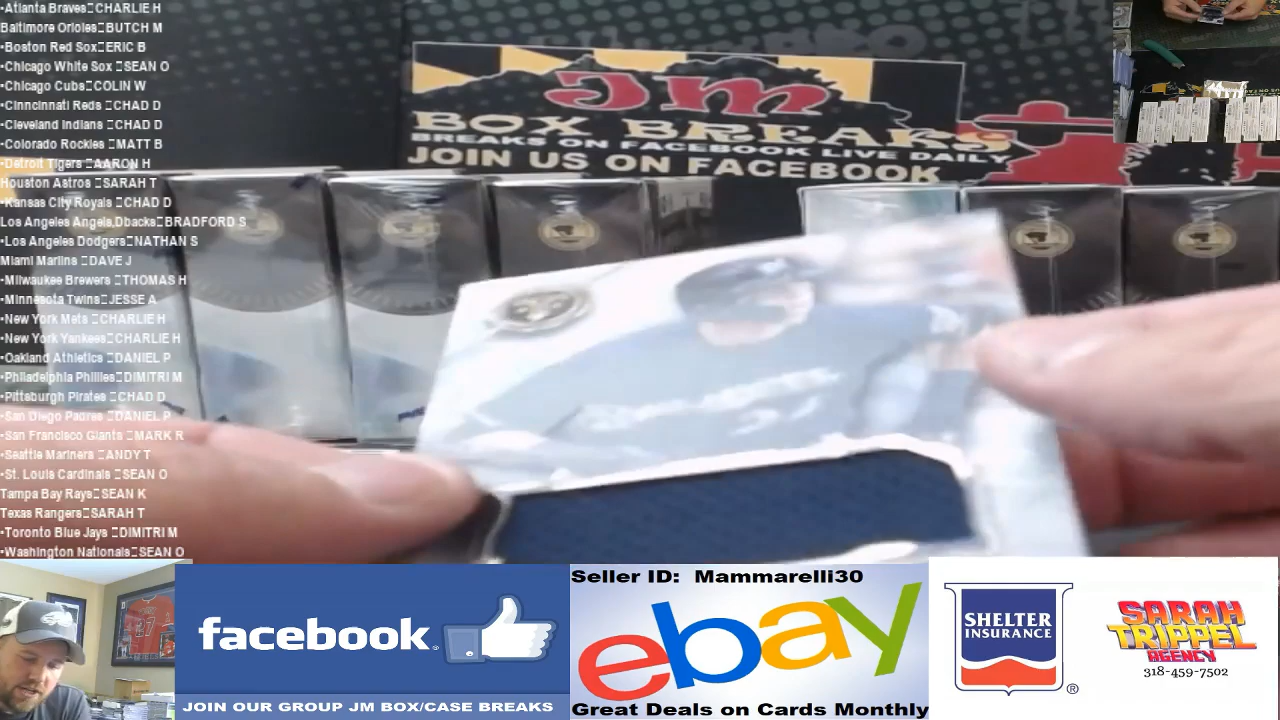 •Atlanta Braves CHARLIE H
Baltimore Orioles BUTCH M
•Boston Red Sox ERIC B
•Chicago White Sox SEAN O
•Chicago Cubs COLIN W
•Cinncinnati Reds CHAD D
•Cleveland Indians CHAD D
•Colorado Rockies MATT B
•Detroit Tigers AARON H
Houston Astros SARAH T
•Kansas City Royals CHAD D
Los Angeles Angels,Dbacks BRADFORD S
•Los Angeles Dodgers NATHAN S
Miami Marlins DAVE J
•Milwaukee Brewers THOMAS H
•Minnesota Twins JESSE A
•New York Mets CHARLIE H
•New York Yankees CHARLIE H
•Oakland Athletics DANIEL P
•Philadelphia Phillies DIMITRI M
•Pittsburgh Pirates CHAD D
•San Diego Padres DANIEL P
•San Francisco Giants MARK R
•Seattle Mariners ANDY T
•St. Louis Cardinals SEAN O
Tampa Bay Rays SEAN K
Texas Rangers SARAH T
•Toronto Blue Jays DIMITRI M
•Washington Nationals SEAN O
JM
BOX BREAKS
BREAKS ON FACEBOOK LIVE DAILY
JOIN US ON FACEBOOK
27
facebook
JOIN OUR GROUP JM BOX/CASE BREAKS
Seller ID: Mammarelli30
ebay
Great Deals on Cards Monthly
SHELTER
INSURANCE
®
SARAH
TRIPPEL
AGENCY
318-459-7502